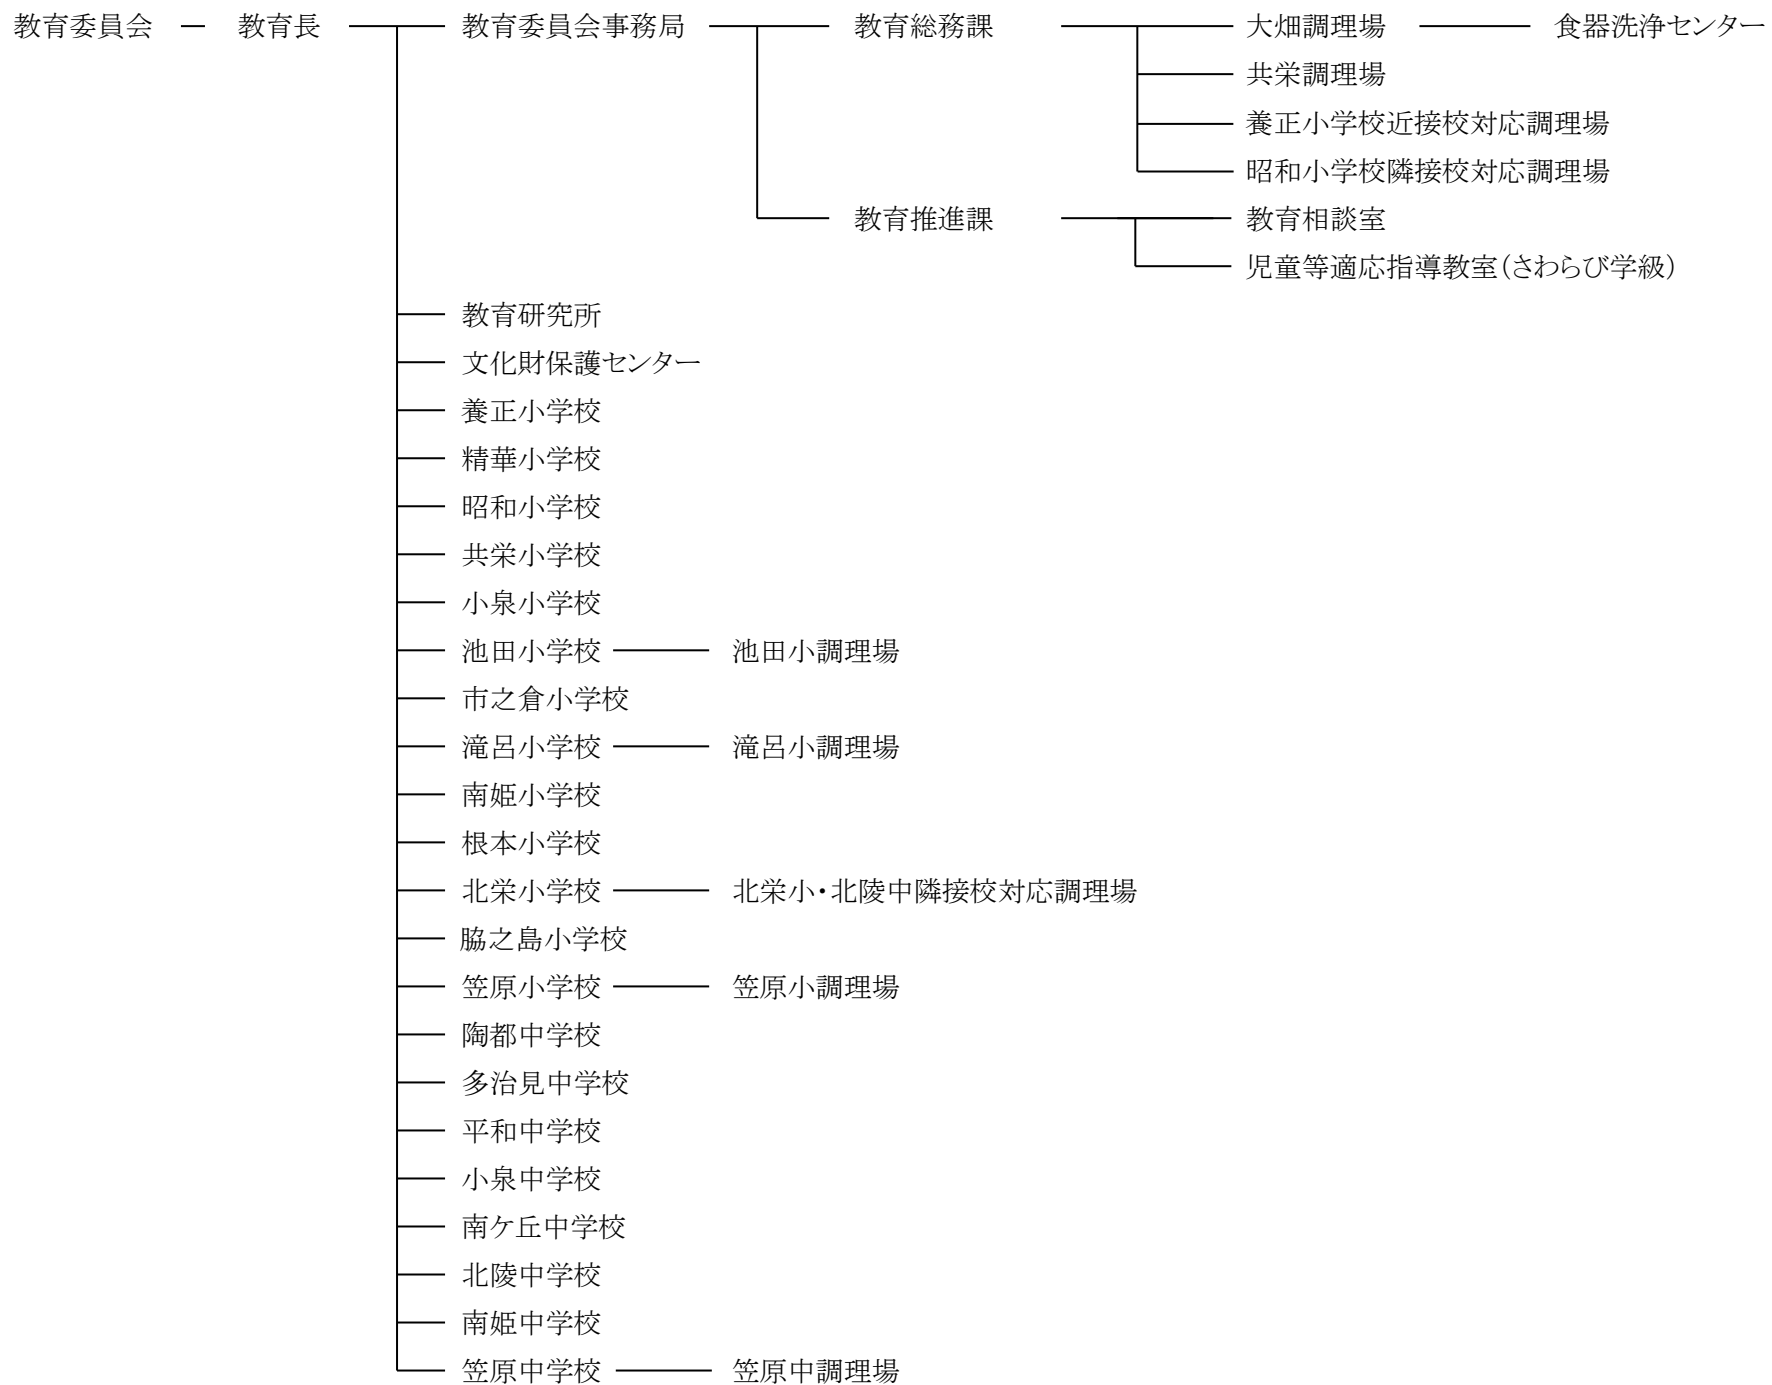 教育委員会 教育長 教育委員会事務局 教育総務課 大畑調理場 食器洗浄センター
共栄調理場
養正小学校近接校対応調理場
昭和小学校隣接校対応調理場
教育推進課 教育相談室
児童等適応指導教室(さわらび学級)
教育研究所
文化財保護センター
養正小学校
精華小学校
昭和小学校
共栄小学校
小泉小学校
池田小学校 池田小調理場
市之倉小学校
滝呂小学校 滝呂小調理場
南姫小学校
根本小学校
北栄小学校 北栄小・北陵中隣接校対応調理場
脇之島小学校
笠原小学校 笠原小調理場
陶都中学校
多治見中学校
平和中学校
小泉中学校
南ケ丘中学校
北陵中学校
南姫中学校
笠原中学校 笠原中調理場